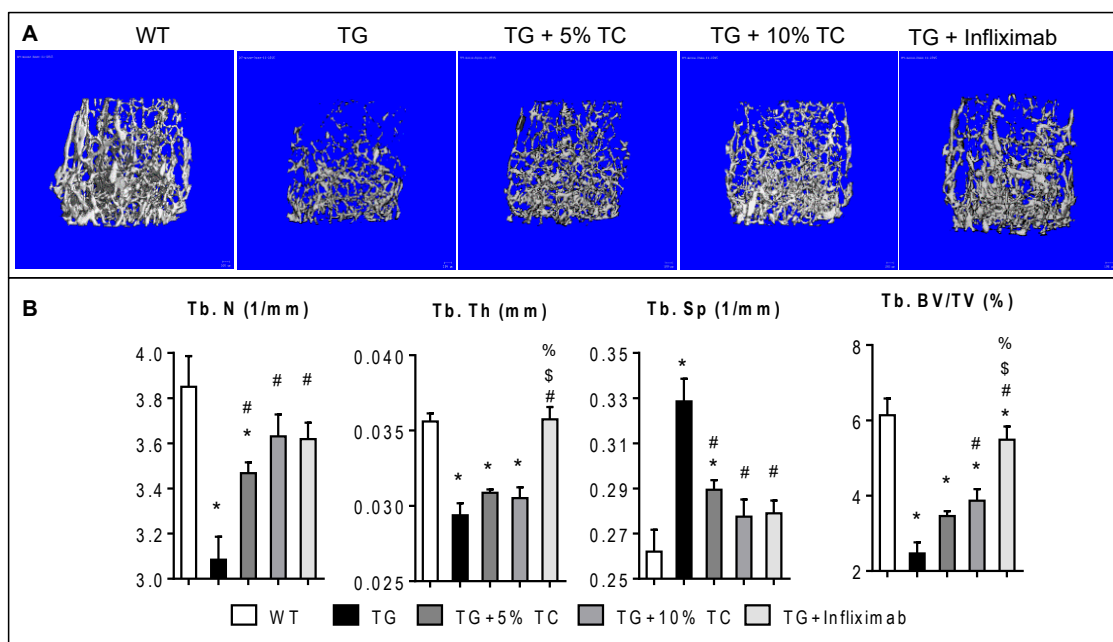 A
WT
TG
TG + 5% TC
TG + 10% TC
TG + Infliximab
B
Tb. N (1/mm)
4.0
3.8
3.6
3.4
3.2
3.0
*
#
*
#
#
Tb. Th (mm)
0.040
0.035
0.030
0.025
*
*
*
%
$
#
Tb. Sp (1/mm)
0.35
0.33
0.31
0.29
0.27
0.25
*
#
*
#
#
Tb. BV/TV (%)
8
6
4
2
*
*
#
*
%
$
#
*
WT
TG
TG+5% TC
TG+10% TC
TG+Infliximab